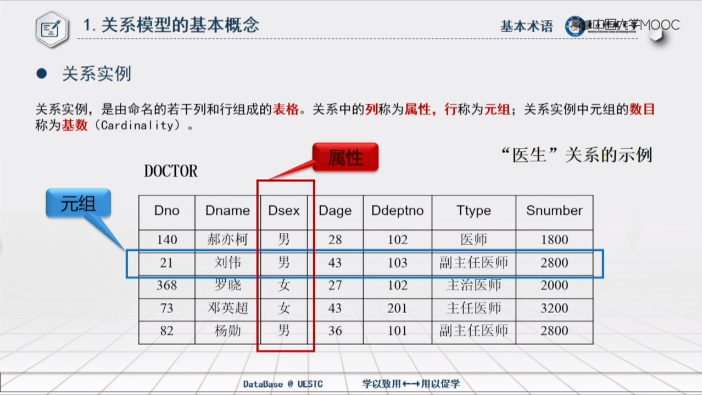 1.关系模型的基本概念
基本术语
中国大学MOOC
● 关系实例
关系实例，是由命名的若干列和行组成的表格。关系中的列称为属性，行称为元组；关系实例中元组的数目
称为基数（Cardinality）。
属性
“医生”关系的示例
DOCTOR
元组
Dno Dname Dsex Dage Ddeptno Ttype Snumber
140 郝亦柯 男 28 102 医师 1800
21 刘伟 男 43 103 副主任医师 2800
368 罗晓 女 27 102 主治医师 2000
73 邓英超 女 43 201 主任医师 3200
82 杨勋 男 36 101 副主任医师 2800
DataBase @ UESTC 学以致用←→用以促学